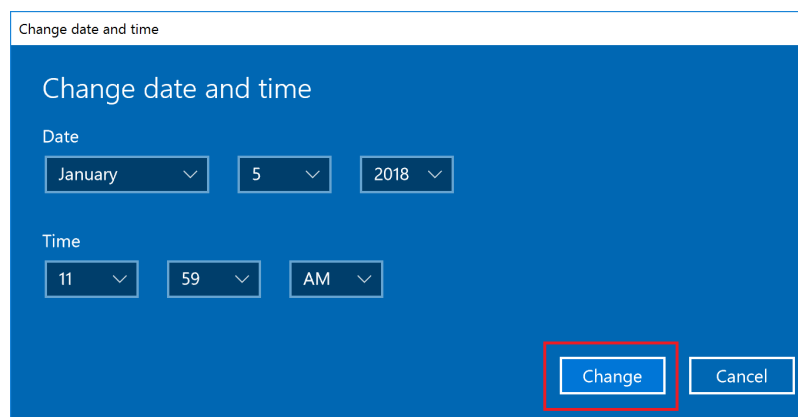 Change date and time
Change date and time
Date
January 5 2018
Time
11 59 AM
Change Cancel